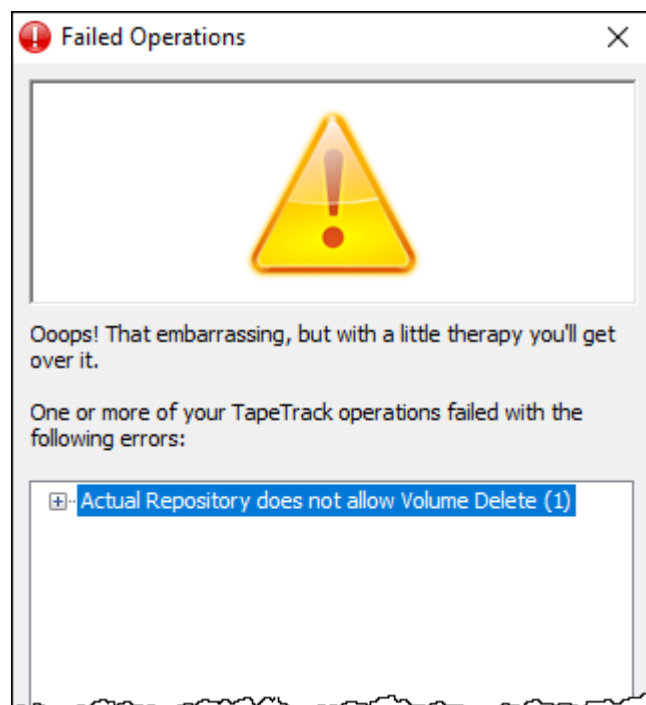 Failed Operations
Ooops! That embarrassing, but with a little therapy you'll get
over it.
One or more of your TapeTrack operations failed with the
following errors:
Actual Repository does not allow Volume Delete (1)